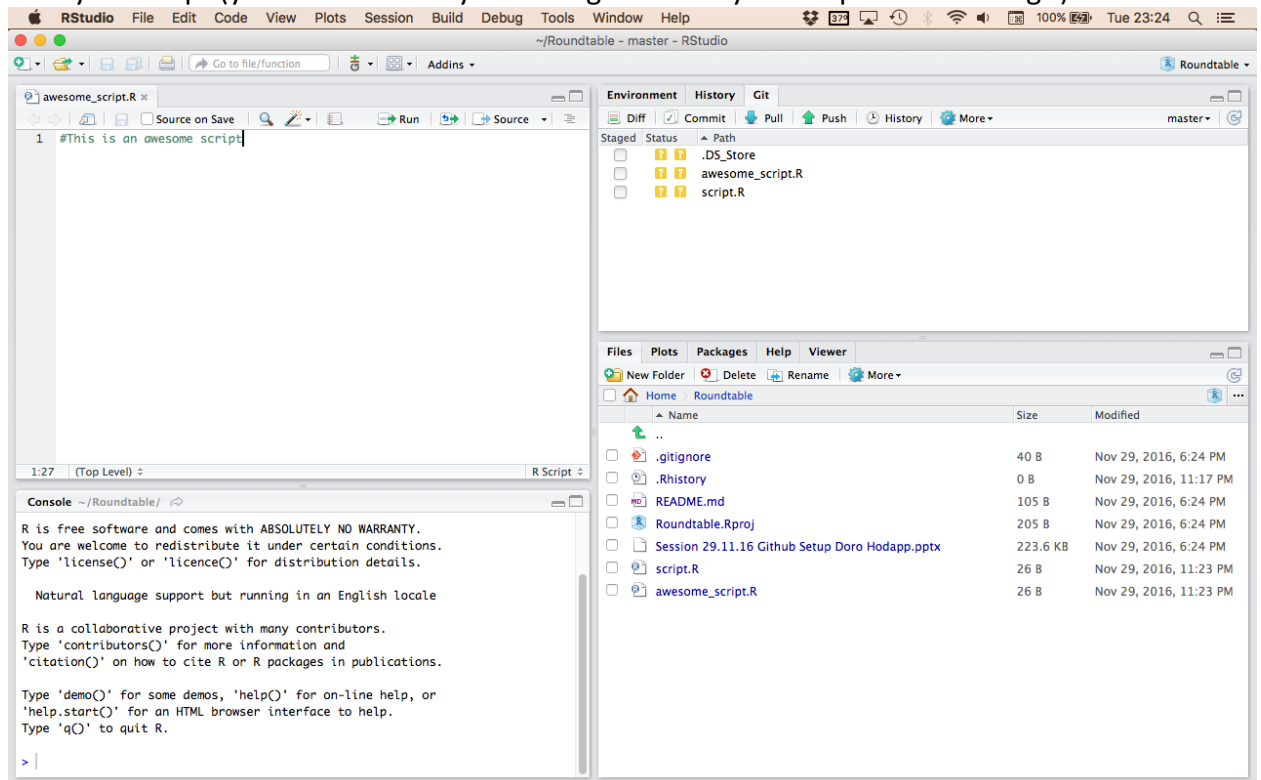 RStudio File Edit Code View Plots Session Build Debug Tools Window Help 37° 100% Tue 23:24
~/Roundtable - master - RStudio
Go to file/function Addins Roundtable
awesome_script.R
Source on Save Run Source
1 #This is an awesome script
1:27 (Top Level) R Script
Console ~/Roundtable/
R is free software and comes with ABSOLUTELY NO WARRANTY.
You are welcome to redistribute it under certain conditions.
Type 'license()' or 'licence()' for distribution details.
Natural language support but running in an English locale
R is a collaborative project with many contributors.
Type 'contributors()' for more information and
'citation()' on how to cite R or R packages in publications.
Type 'demo()' for some demos, 'help()' for on-line help, or
'help.start()' for an HTML browser interface to help.
Type 'q()' to quit R.
>
Environment History Git
Diff Commit Pull Push History More master
Staged Status Path
? ? .DS_Store
? ? awesome_script.R
? ? script.R
Files Plots Packages Help Viewer
New Folder Delete Rename More
Home Roundtable ...
Name Size Modified
..
.gitignore 40 B Nov 29, 2016, 6:24 PM
.Rhistory 0 B Nov 29, 2016, 11:17 PM
README.md 105 B Nov 29, 2016, 6:24 PM
Roundtable.Rproj 205 B Nov 29, 2016, 6:24 PM
Session 29.11.16 Github Setup Doro Hodapp.pptx 223.6 KB Nov 29, 2016, 6:24 PM
script.R 26 B Nov 29, 2016, 11:23 PM
awesome_script.R 26 B Nov 29, 2016, 11:23 PM